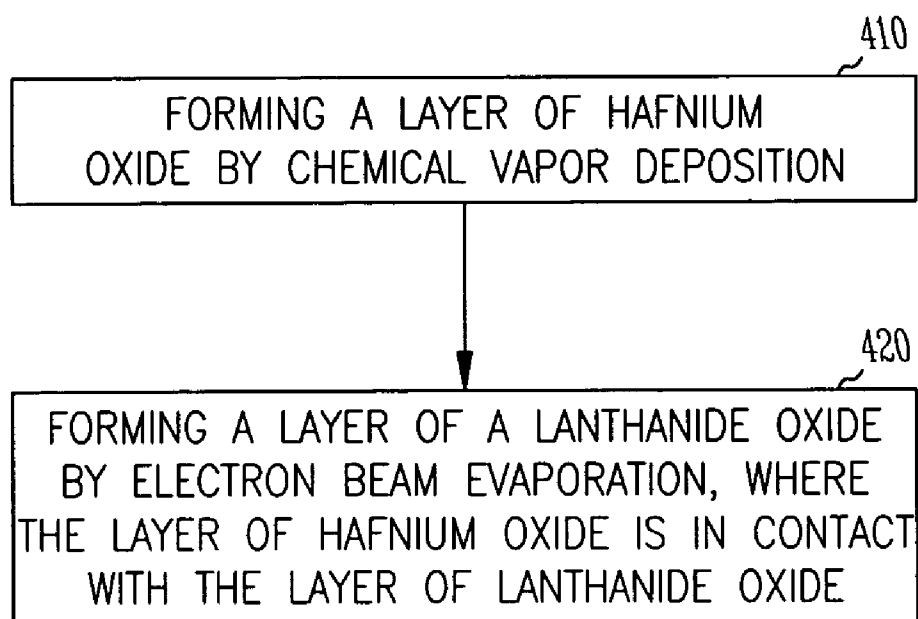 410
FORMING A LAYER OF HAFNIUM
OXIDE BY CHEMICAL VAPOR DEPOSITION
420
FORMING A LAYER OF A LANTHANIDE OXIDE
BY ELECTRON BEAM EVAPORATION, WHERE
THE LAYER OF HAFNIUM OXIDE IS IN CONTACT
WITH THE LAYER OF LANTHANIDE OXIDE